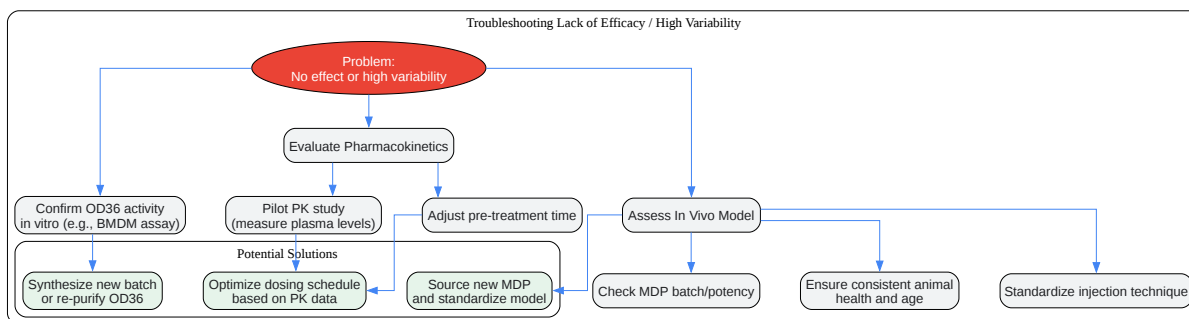 Troubleshooting Lack of Efficacy / High Variability
Problem:
No effect or high variability
Evaluate Pharmacokinetics
Confirm OD36 activity
in vitro (e.g., BMDM assay)
Pilot PK study
(measure plasma levels)
Adjust pre-treatment time
Assess In Vivo Model
Potential Solutions
Synthesize new batch
or re-purify OD36
Optimize dosing schedule
based on PK data
Source new MDP
and standardize model
Check MDP batch/potency
Ensure consistent animal
health and age
Standardize injection technique